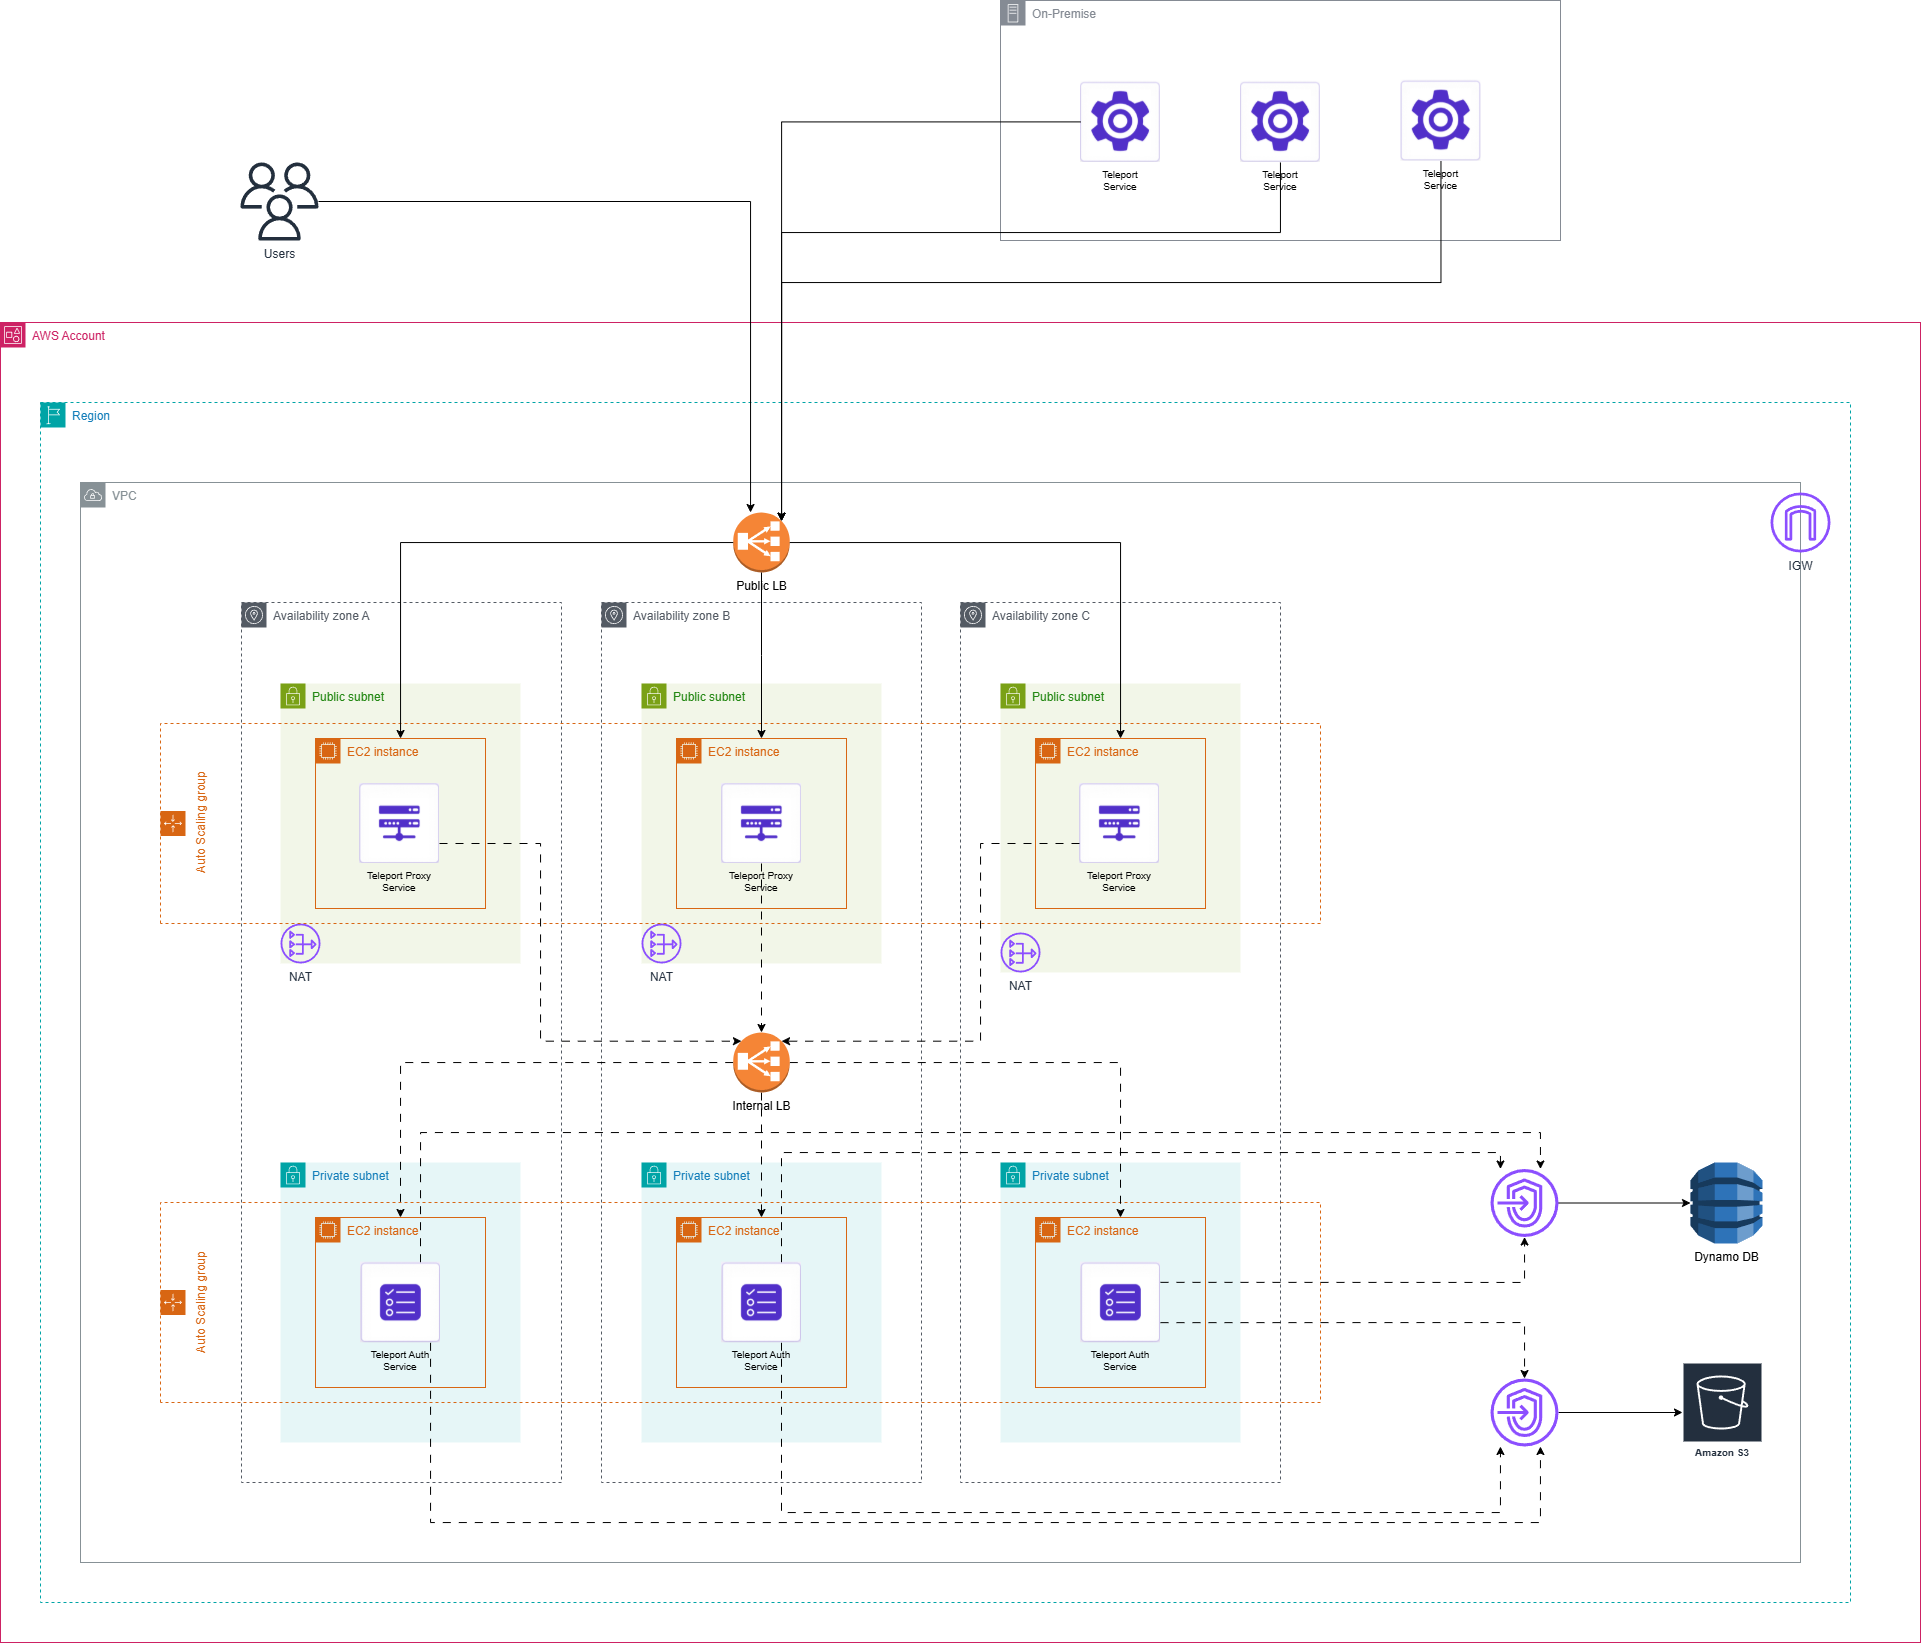 On-Premise
Teleport
Service
Teleport
Service
Teleport
Service
Users
AWS Account
Region
VPC
IGW
Public LB
Availability zone A
Availability zone B
Availability zone C
Public subnet
Public subnet
Public subnet
Auto Scaling group
EC2 instance
EC2 instance
EC2 instance
Teleport Proxy
Service
Teleport Proxy
Service
Teleport Proxy
Service
NAT
NAT
NAT
Internal LB
Private subnet
Private subnet
Private subnet
Auto Scaling group
EC2 instance
EC2 instance
EC2 instance
Teleport Auth
Service
Teleport Auth
Service
Teleport Auth
Service
Dynamo DB
Amazon S3